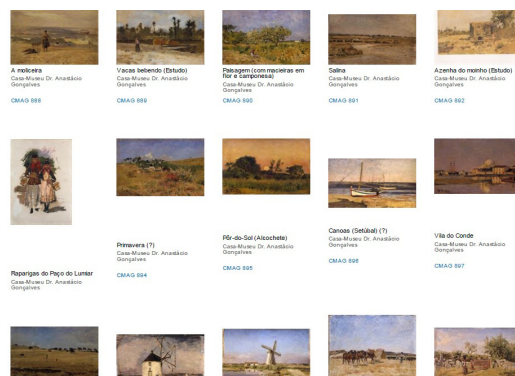 A moliceira
Casa-Museu Dr. Anastácio
Gonçalves
CMAG 888
Vacas bebendo (Estudo)
Casa-Museu Dr. Anastácio
Gonçalves
CMAG 889
Paisagem (com macieiras em
flor e camponesa)
Casa-Museu Dr. Anastácio
Gonçalves
CMAG 890
Salina
Casa-Museu Dr. Anastácio
Gonçalves
CMAG 891
Azenha do moinho (Estudo)
Casa-Museu Dr. Anastácio
Gonçalves
CMAG 892
Raparigas do Paço do Lumiar
Casa-Museu Dr. Anastácio
Gonçalves
Primavera (?)
Casa-Museu Dr. Anastácio
Gonçalves
CMAG 894
Pôr-do-Sol (Alcochete)
Casa-Museu Dr. Anastácio
Gonçalves
CMAG 895
Canoas (Setúbal) (?)
Casa-Museu Dr. Anastácio
Gonçalves
CMAG 896
Vila do Conde
Casa-Museu Dr. Anastácio
Gonçalves
CMAG 897